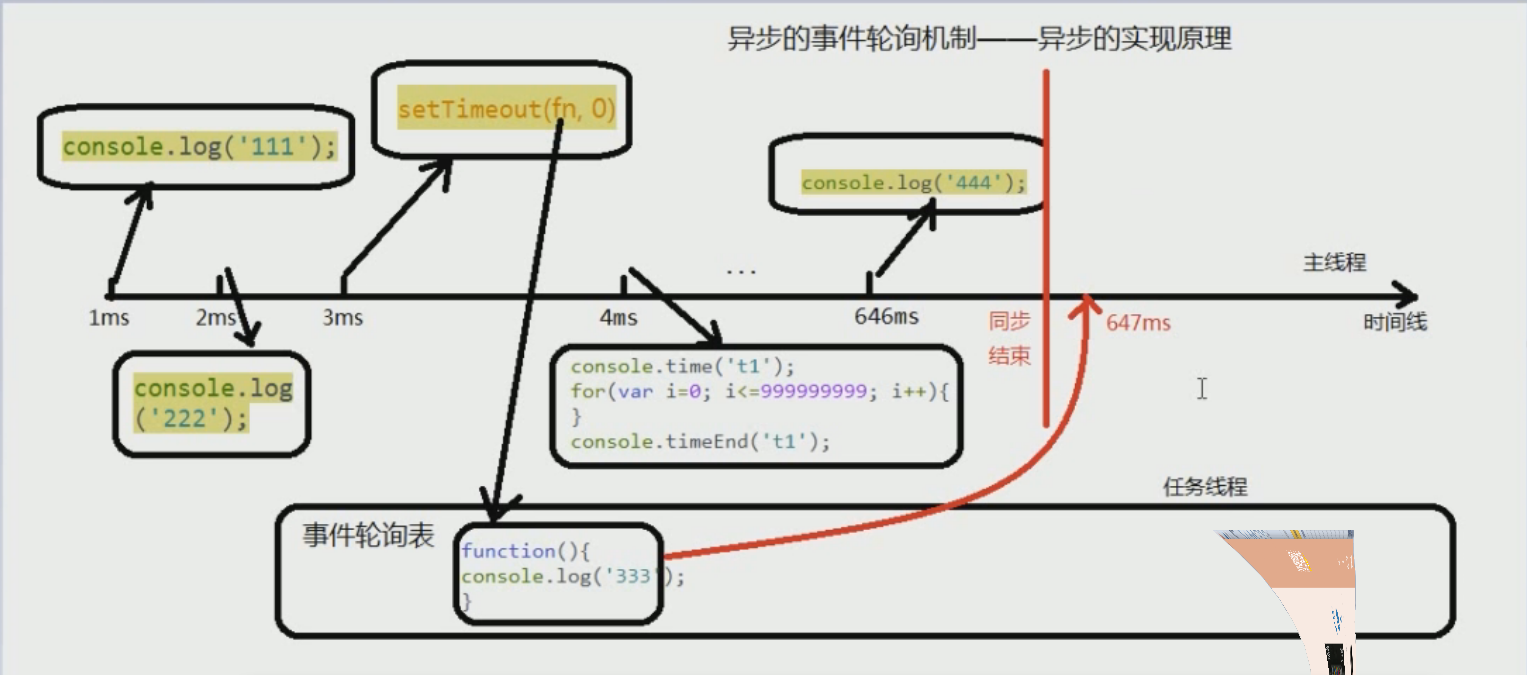 异步的事件轮询机制——异步的实现原理
setTimeout(fn, 0)
console.log('111');
console.log('444');
...
主线程
1ms
2ms
3ms
4ms
646ms
同步
结束
647ms
时间线
console.log
('222');
console.time('t1');
for(var i=0; i<=999999999; i++){
}
console.timeEnd('t1');
任务线程
事件轮询表
function(){
console.log('333');
}